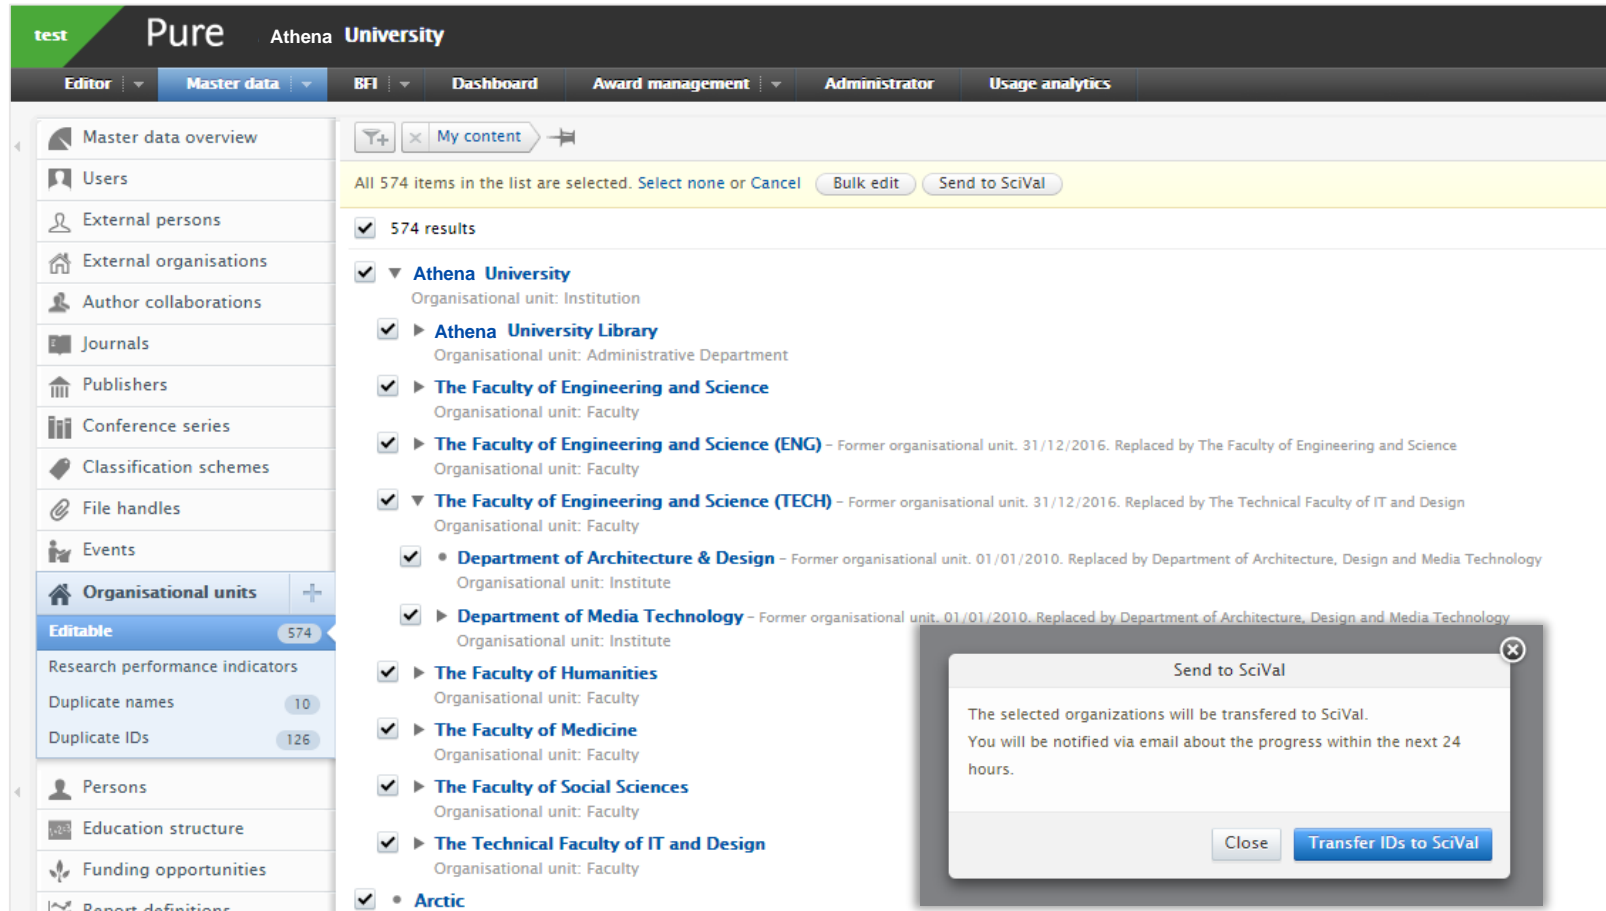 test Pure Athena University
Editor Master data BFI Dashboard Award management Administrator Usage analytics
Master data overview
Users
External persons
External organisations
Author collaborations
Journals
Publishers
Conference series
Classification schemes
File handles
Events
Organisational units
Editable 574
Research performance indicators
Duplicate names 10
Duplicate IDs 126
Persons
Education structure
Funding opportunities
Report definitions
My content
All 574 items in the list are selected. Select none or Cancel Bulk edit Send to SciVal
574 results
Athena University
Organisational unit: Institution
Athena University Library
Organisational unit: Administrative Department
The Faculty of Engineering and Science
Organisational unit: Faculty
The Faculty of Engineering and Science (ENG) – Former organisational unit. 31/12/2016. Replaced by The Faculty of Engineering and Science
Organisational unit: Faculty
The Faculty of Engineering and Science (TECH) – Former organisational unit. 31/12/2016. Replaced by The Technical Faculty of IT and Design
Organisational unit: Faculty
Department of Architecture & Design – Former organisational unit. 01/01/2010. Replaced by Department of Architecture, Design and Media Technology
Organisational unit: Institute
Department of Media Technology – Former organisational unit. 01/01/2010. Replaced by Department of Architecture, Design and Media Technology
Organisational unit: Institute
The Faculty of Humanities
Organisational unit: Faculty
The Faculty of Medicine
Organisational unit: Faculty
The Faculty of Social Sciences
Organisational unit: Faculty
The Technical Faculty of IT and Design
Organisational unit: Faculty
Arctic
Send to SciVal
The selected organizations will be transfered to SciVal.
You will be notified via email about the progress within the next 24
hours.
Close Transfer IDs to SciVal